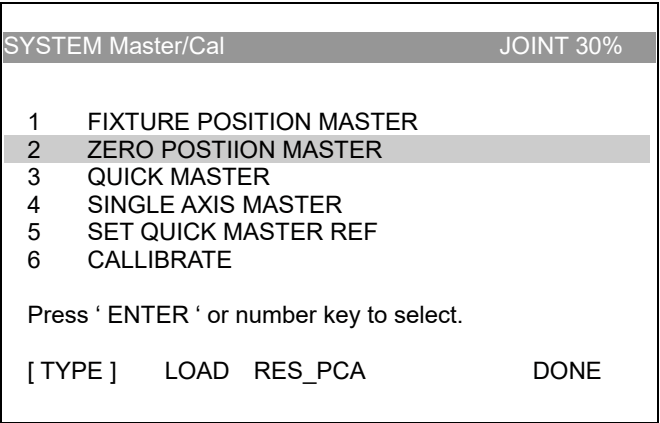 SYSTEM Master/Cal JOINT 30%
1 FIXTURE POSITION MASTER
2 ZERO POSTIION MASTER
3 QUICK MASTER
4 SINGLE AXIS MASTER
5 SET QUICK MASTER REF
6 CALLIBRATE
Press ‘ ENTER ‘ or number key to select.
[ TYPE ] LOAD RES_PCA DONE